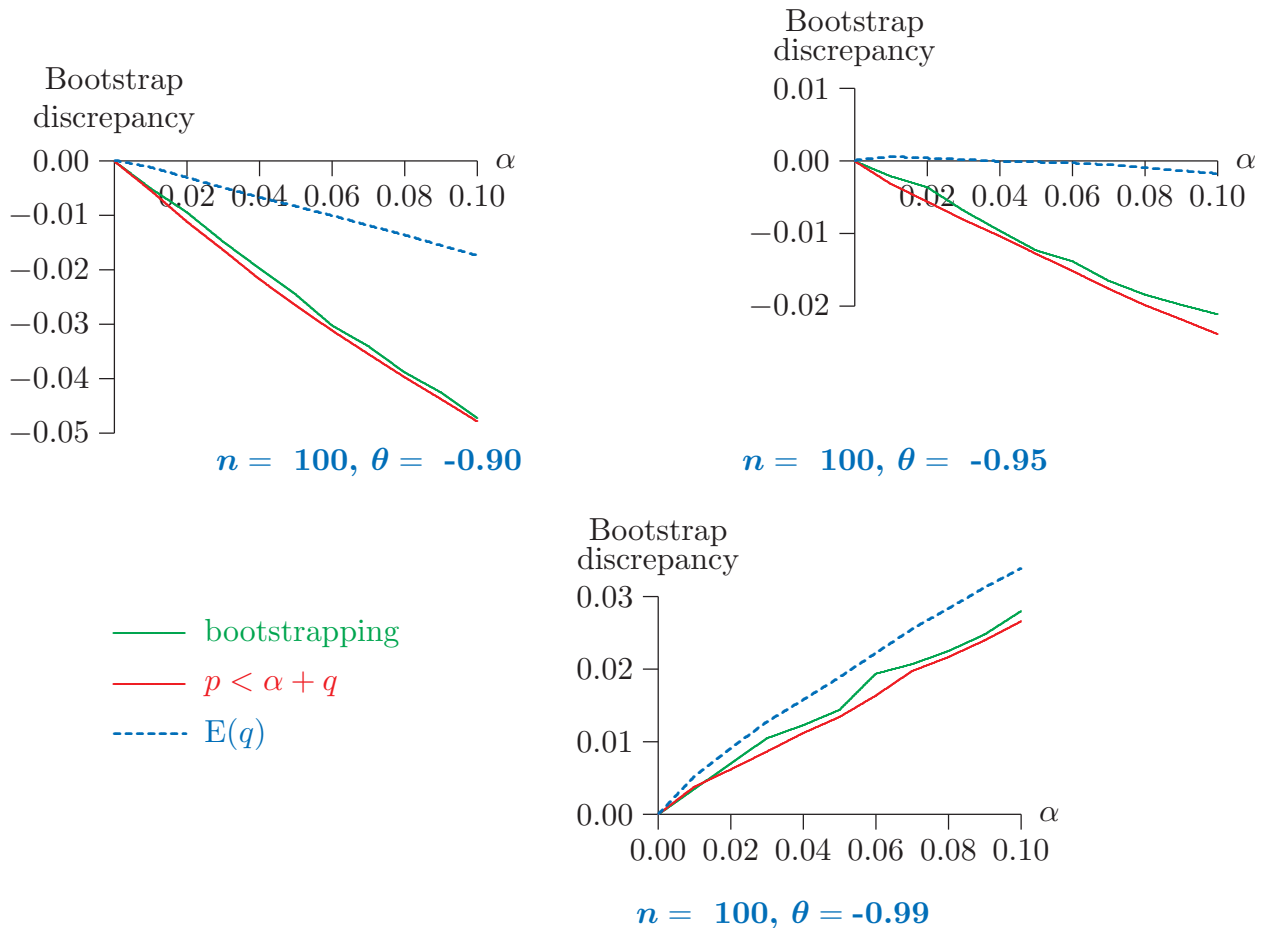 Bootstrap
discrepancy
0.00
−0.01
−0.02
−0.03
−0.04
−0.05
0.02 0.04 0.06 0.08 0.10
α
n = 100, θ = -0.90
Bootstrap
discrepancy
0.01
0.00
−0.01
−0.02
0.02 0.04 0.06 0.08 0.10
α
n = 100, θ = -0.95
bootstrapping
p < α + q
E(q)
Bootstrap
discrepancy
0.03
0.02
0.01
0.00
0.00 0.02 0.04 0.06 0.08 0.10
α
n = 100, θ = -0.99